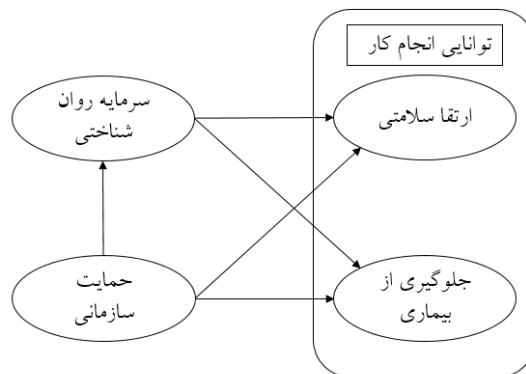 توانایی انجام کار
سرمایه روان
شناختی
ارتقا سلامتی
حمایت
سازمانی
جلوگیری از
بیماری